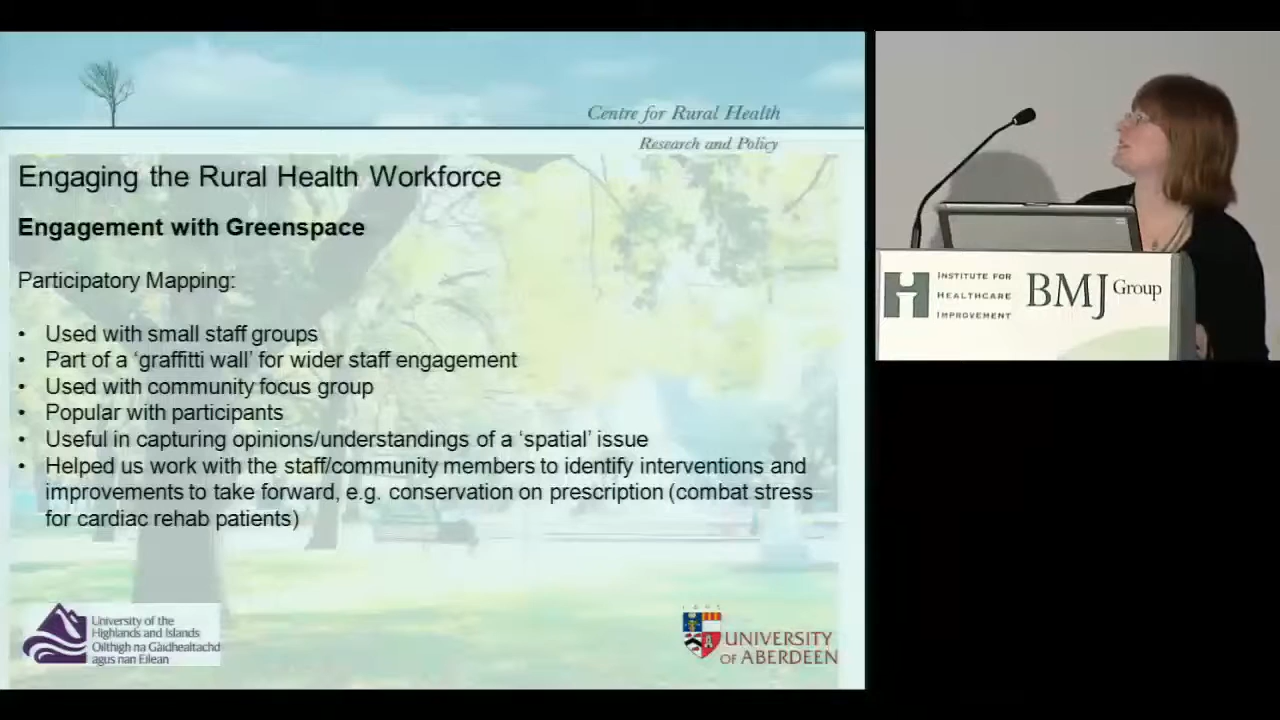 Centre for Rural Health
Research and Policy
Engaging the Rural Health Workforce
Engagement with Greenspace
Participatory Mapping:
• Used with small staff groups
• Part of a ‘graffitti wall’ for wider staff engagement
• Used with community focus group
• Popular with participants
• Useful in capturing opinions/understandings of a ‘spatial’ issue
• Helped us work with the staff/community members to identify interventions and
improvements to take forward, e.g. conservation on prescription (combat stress
for cardiac rehab patients)
University of the
Highlands and Islands
Oilthigh na Gàidhealtachd
agus nan Eilean
UNIVERSITY
OF ABERDEEN
INSTITUTE FOR
HEALTHCARE
IMPROVEMENT
BMJ Group